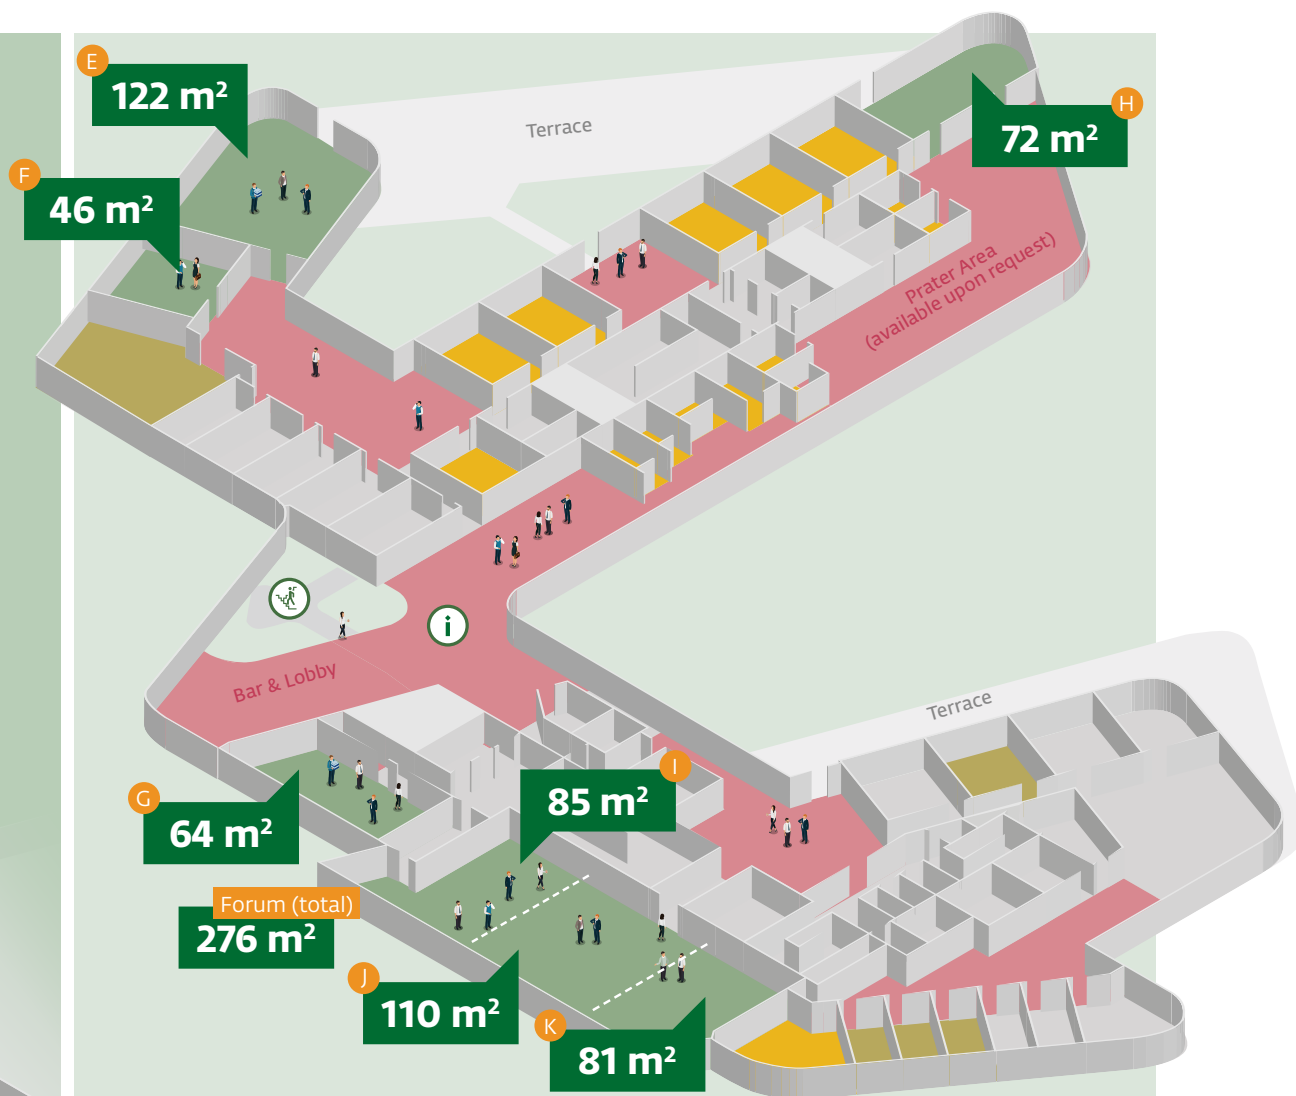 E
122 m²
F
46 m²
Terrace
H
72 m²
Prater Area
(available upon request)
i
Bar & Lobby
Terrace
G
64 m²
I
85 m²
Forum (total)
276 m²
J
110 m²
K
81 m²